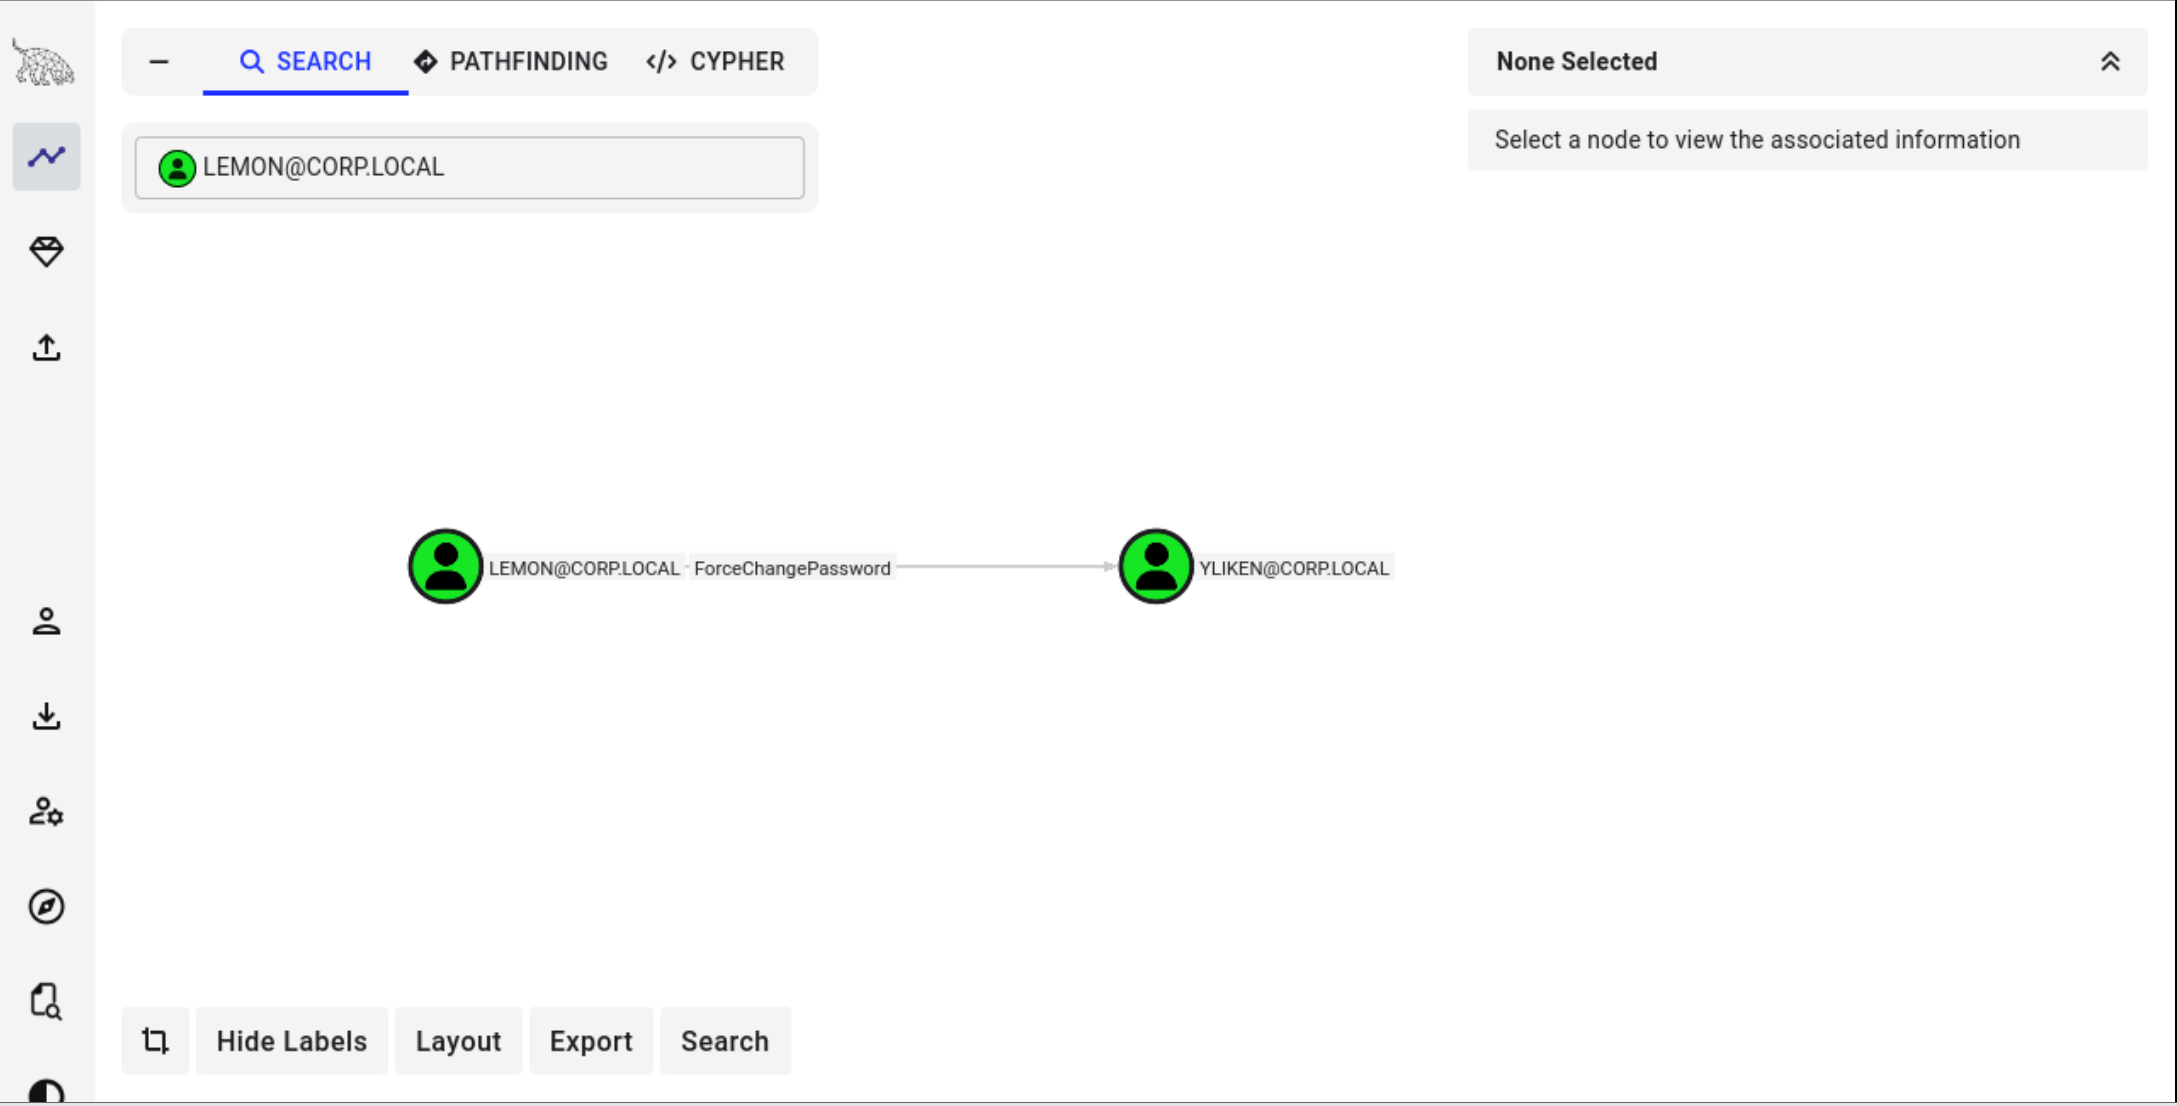 SEARCH
PATHFINDING
</> CYPHER
LEMON@CORP.LOCAL
None Selected
Select a node to view the associated information
LEMON@CORP.LOCAL ForceChangePassword YLIKEN@CORP.LOCAL
Hide Labels
Layout
Export
Search